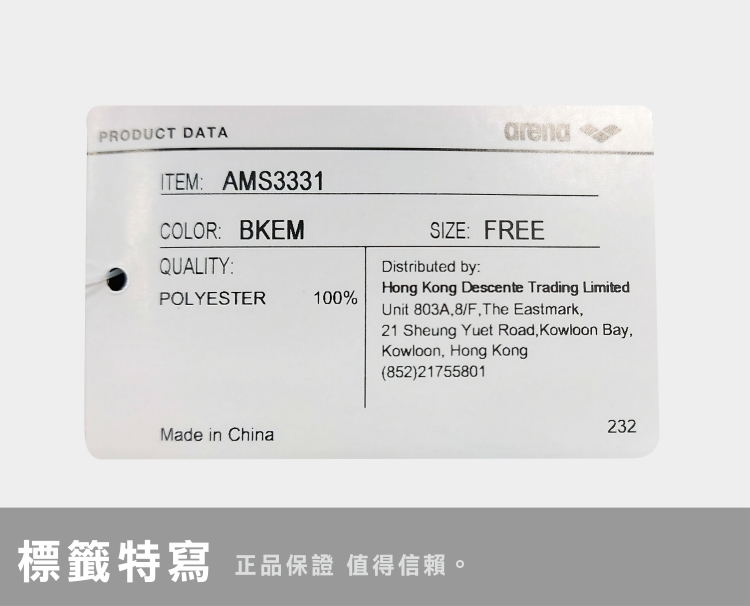 PRODUCT DATA
arena
ITEM: AMS3331
COLOR: BKEM
SIZE: FREE
QUALITY:
POLYESTER 100%
Distributed by:
Hong Kong Descente Trading Limited
Unit 803A,8/F,The Eastmark,
21 Sheung Yuet Road,Kowloon Bay,
Kowloon, Hong Kong
(852)21755801
Made in China
232
標籤特寫
正品保證 值得信賴。